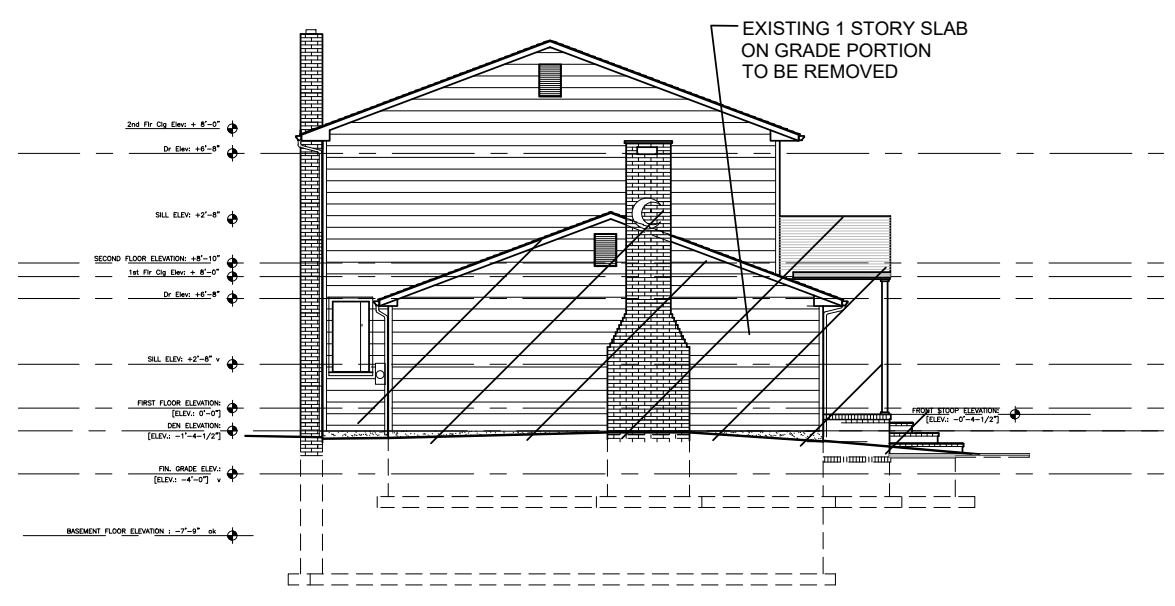 EXISTING 1 STORY SLAB
ON GRADE PORTION
TO BE REMOVED
2nd Flr Clg Elev: + 8'-0"
Dr Elev: +6'-8"
SILL ELEV: +2'-8"
SECOND FLOOR ELEVATION: +8'-10"
1st Flr Clg Elev: + 8'-0"
Dr Elev: +6'-8"
SILL ELEV: +2'-8" v
FIRST FLOOR ELEVATION:
[ELEV.: 0'-0"]
FRONT STOOP ELEVATION:
[ELEV.: -0'-4-1/2"]
DEN ELEVATION:
[ELEV.: -1'-4-1/2"]
FIN. GRADE ELEV.:
[ELEV.: -4'-0"] v
BASEMENT FLOOR ELEVATION : -7'-9" ok